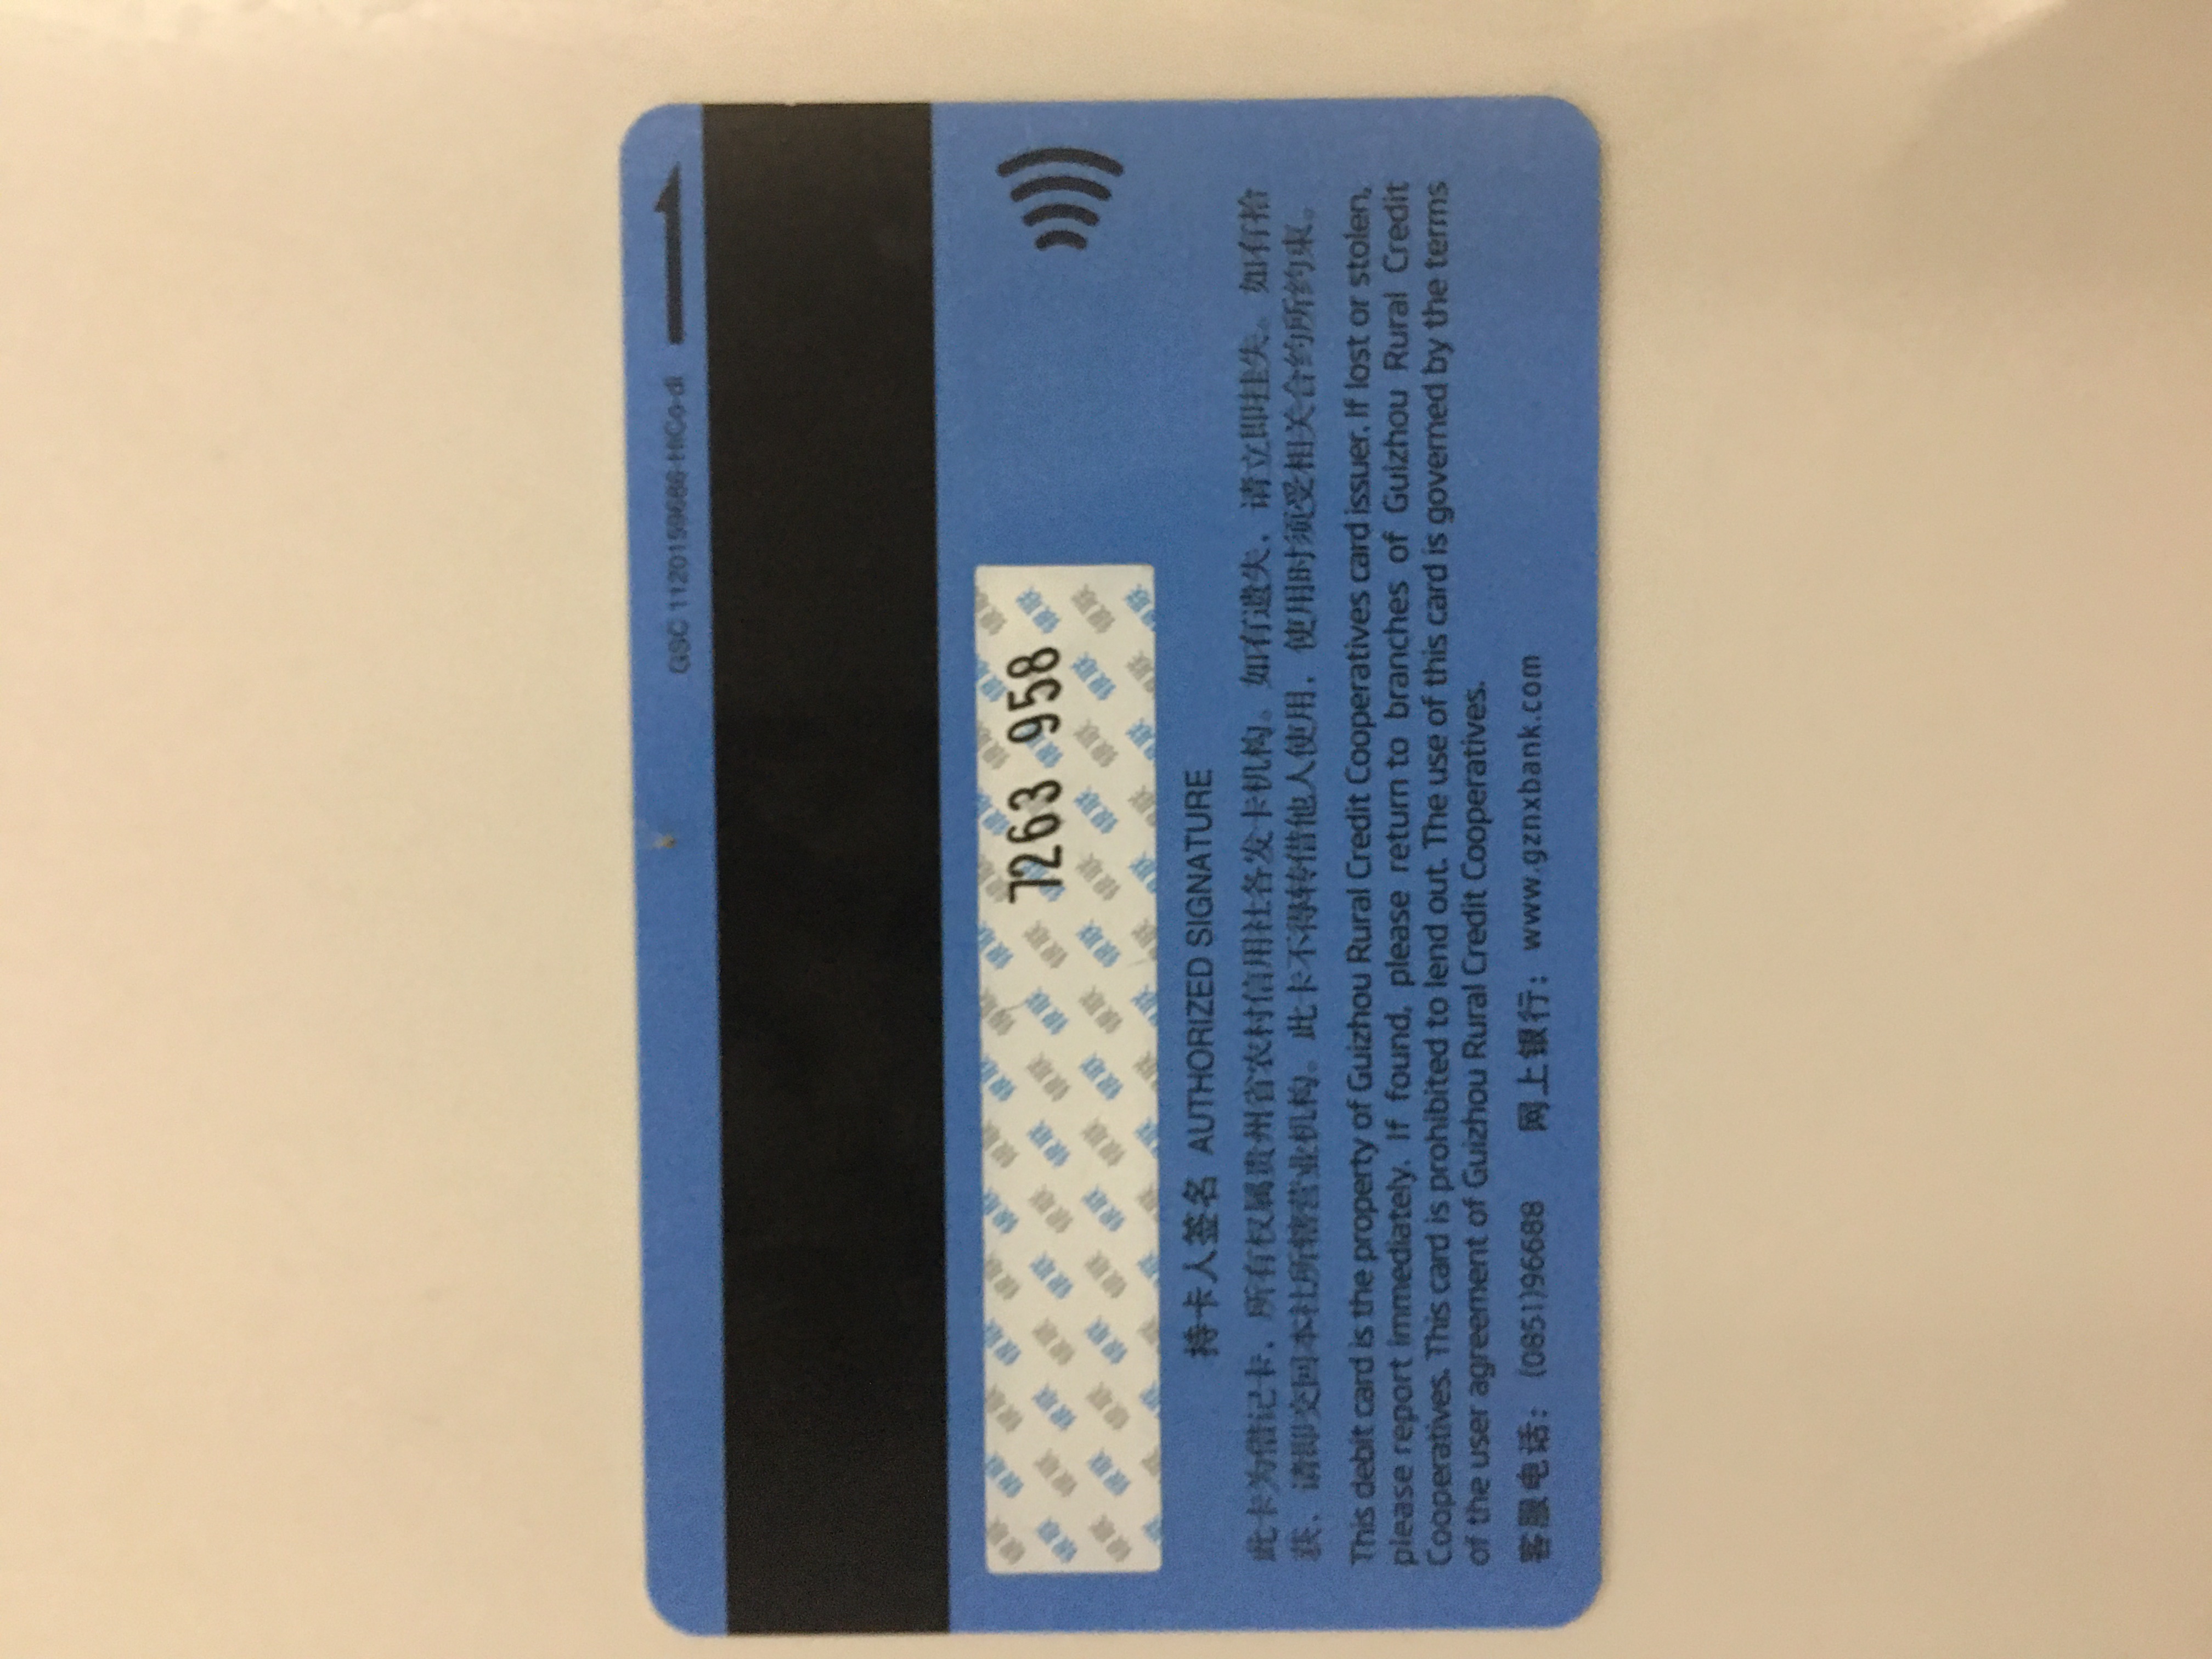 GSC 1120159686-HCo-di
7263 958
持卡人签名 AUTHORIZED SIGNATURE
此卡为借记卡，所有权属贵州省农村信用社各发卡机构。如有遗失，请立即挂失。如有拾
获，请即交回本社所辖营业机构。此卡不得转借他人使用，使用时须受相关合约所约束。
This debit card is the property of Guizhou Rural Credit Cooperatives card issuer. If lost or stolen,
please report immediately. If found, please return to branches of Guizhou Rural Credit
Cooperatives. This card is prohibited to lend out. The use of this card is governed by the terms
of the user agreement of Guizhou Rural Credit Cooperatives.
客服电话：(0851)96688 网上银行：www.gznxbank.com